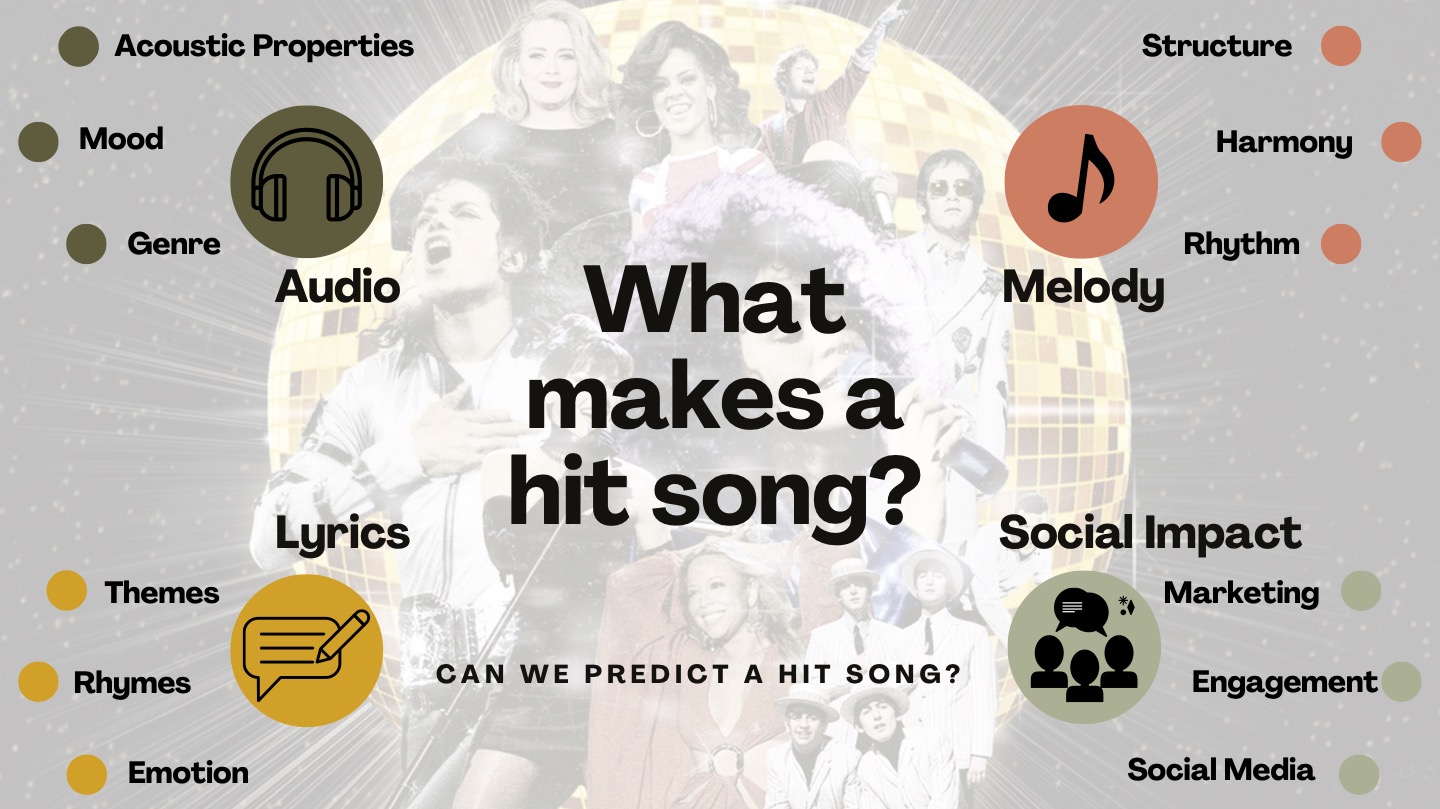 Acoustic Properties
Mood
Genre
Audio
Structure
Harmony
Rhythm
Melody
What
makes a
hit song?
Lyrics
Themes
Rhymes
Emotion
Social Impact
Marketing
Engagement
Social Media
CAN WE PREDICT A HIT SONG?